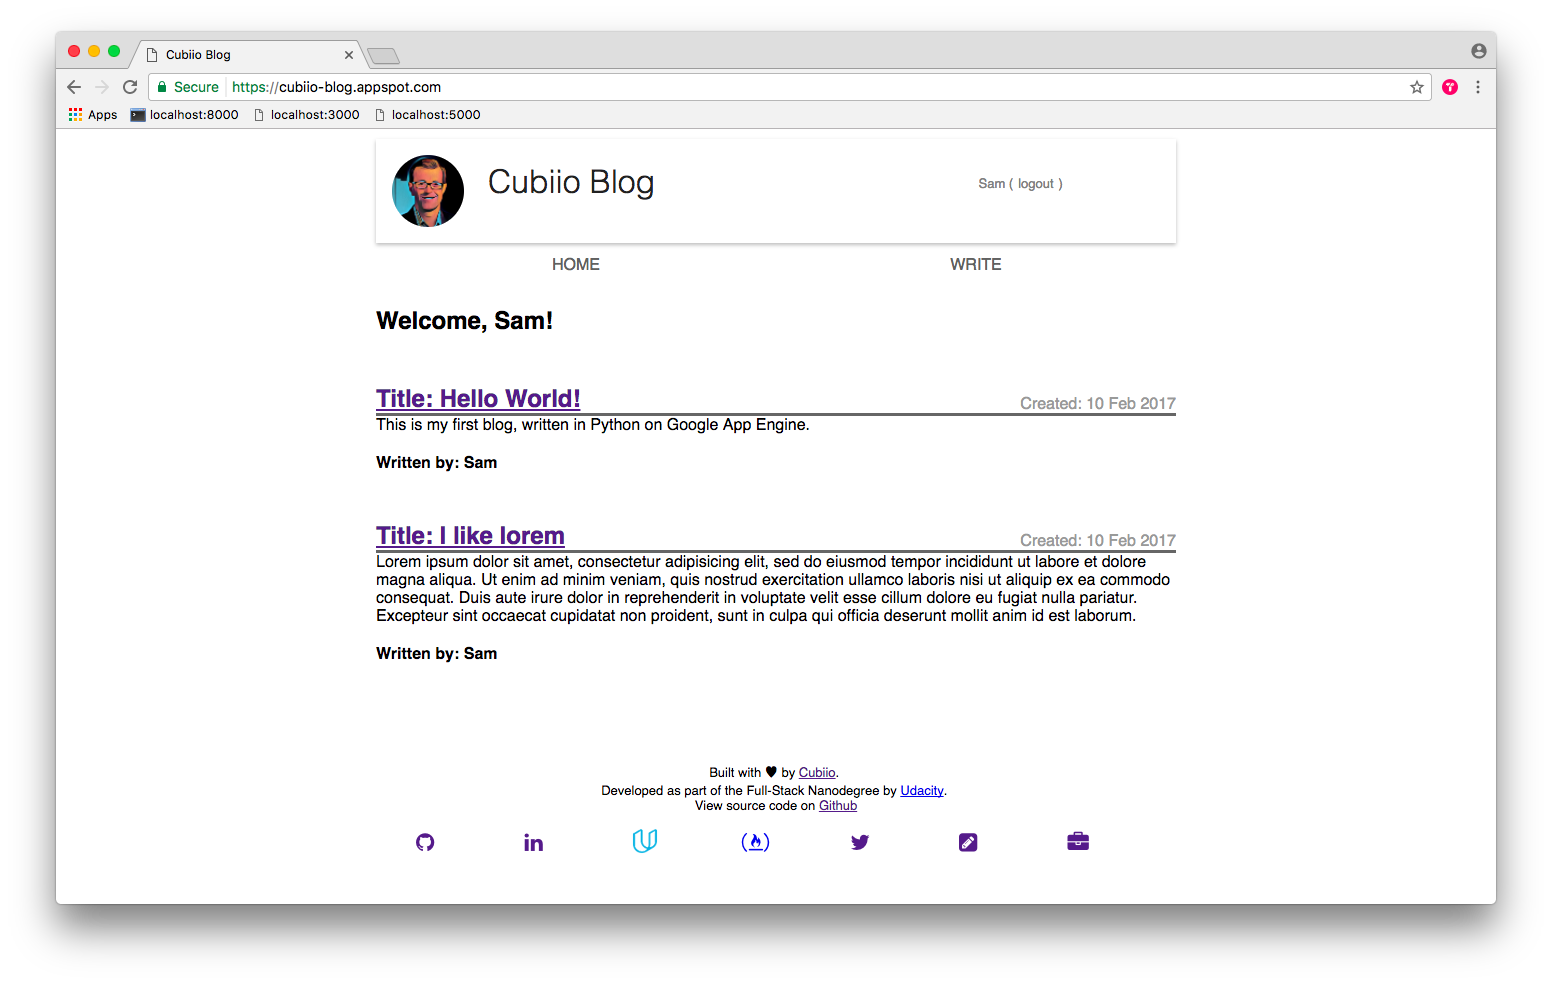 Cubiio Blog
Secure https://cubiio-blog.appspot.com
Apps localhost:8000 localhost:3000 localhost:5000
Cubiio Blog
Sam ( logout )
HOME WRITE
Welcome, Sam!
Title: Hello World! Created: 10 Feb 2017
This is my first blog, written in Python on Google App Engine.
Written by: Sam
Title: I like lorem Created: 10 Feb 2017
Lorem ipsum dolor sit amet, consectetur adipisicing elit, sed do eiusmod tempor incididunt ut labore et dolore
magna aliqua. Ut enim ad minim veniam, quis nostrud exercitation ullamco laboris nisi ut aliquip ex ea commodo
consequat. Duis aute irure dolor in reprehenderit in voluptate velit esse cillum dolore eu fugiat nulla pariatur.
Excepteur sint occaecat cupidatat non proident, sunt in culpa qui officia deserunt mollit anim id est laborum.
Written by: Sam
Built with ♥ by Cubiio.
Developed as part of the Full-Stack Nanodegree by Udacity.
View source code on Github
in